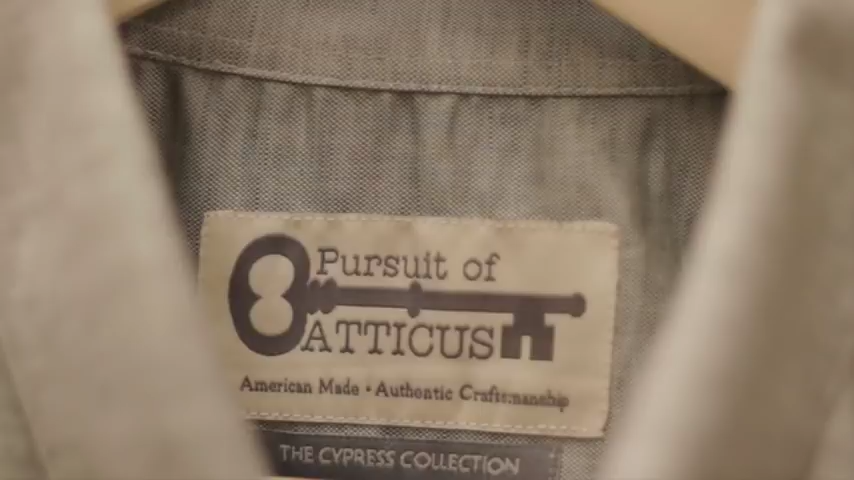 Pursuit of
ATTICUS
American Made • Authentic Craftsmanship
THE CYPRESS COLLECTION